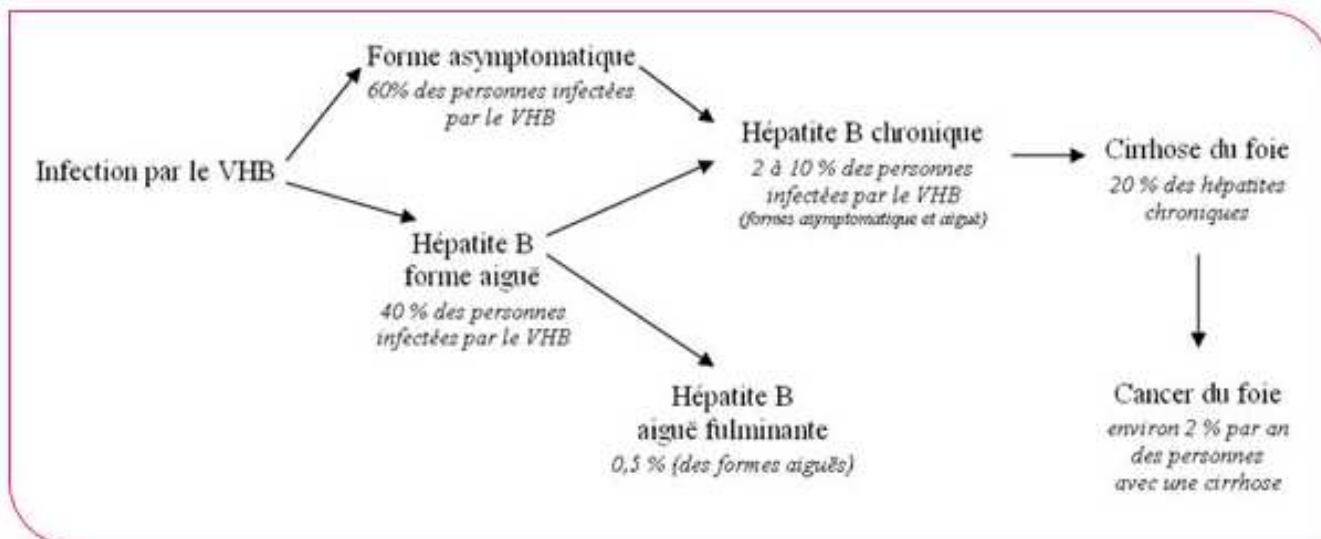 Forme asymptomatique
60% des personnes infectées
par le VHB
Infection par le VHB
Hépatite B
forme aiguë
40 % des personnes
infectées par le VHB
Hépatite B chronique
2 à 10 % des personnes
infectées par le VHB
(formes asymptomatique et aiguë)
Hépatite B
aiguë fulminante
0,5 % (des formes aiguës)
Cirrhose du foie
20 % des hépatites
chroniques
Cancer du foie
environ 2 % par an
des personnes
avec une cirrhose